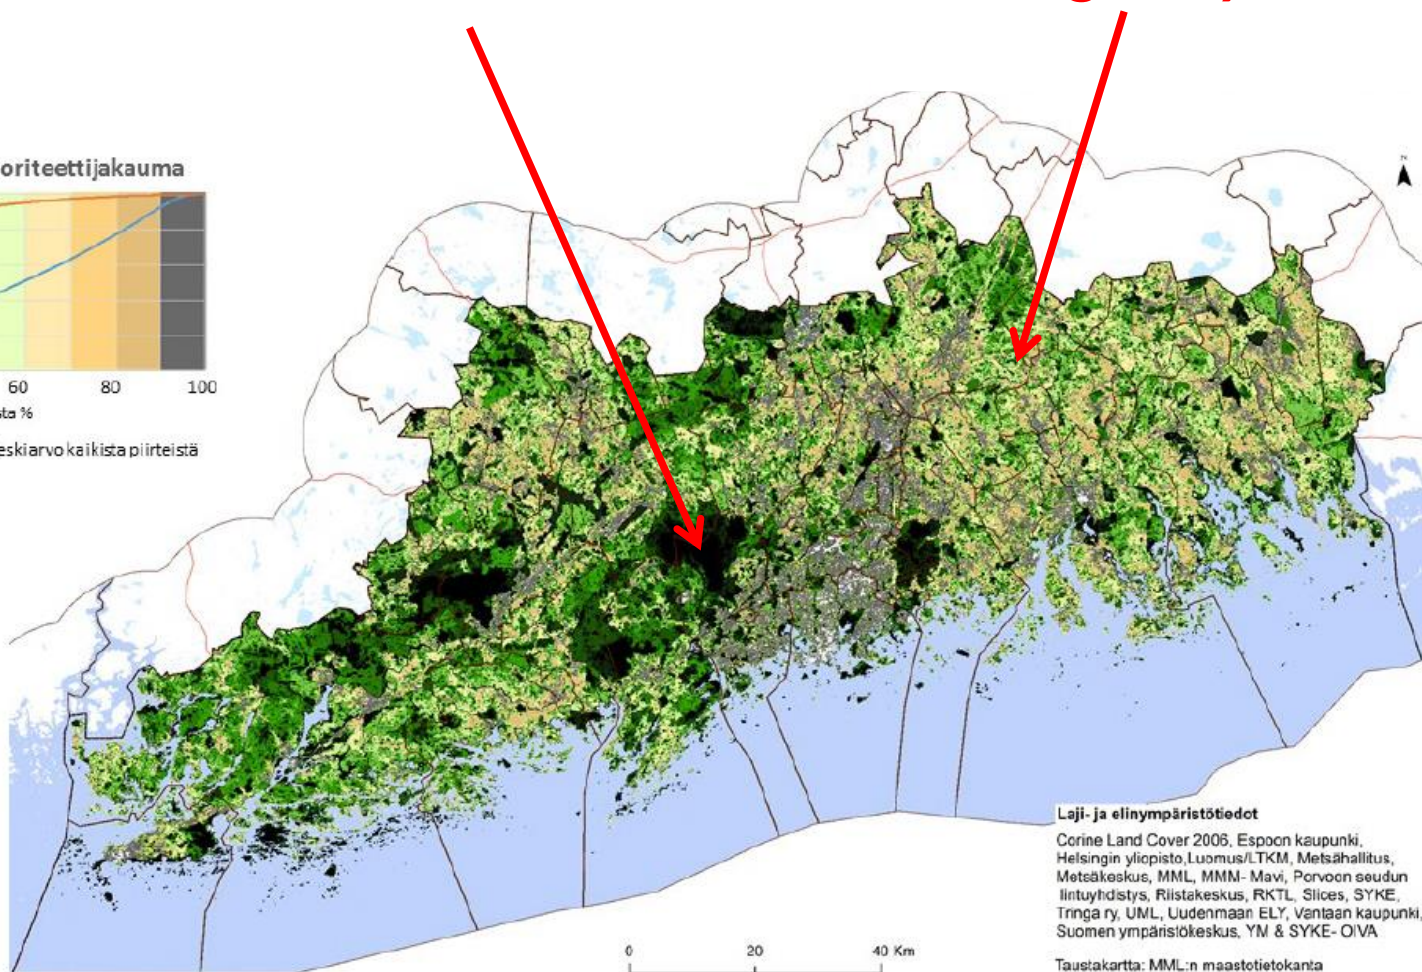 oriteettijakauma
60 80 100
sta %
eskiarvo kaikista piirteistä
N
Laji- ja elinympäristötiedot
Corine Land Cover 2006, Espoon kaupunki,
Helsingin yliopisto,Luomus/LTKM, Metsähallitus,
Metsäkeskus, MML, MMM- Mavi, Porvoon seudun
lintuyhdistys, Riistakeskus, RKTL, Slices, SYKE,
Tringa ry, UML, Uudenmaan ELY, Vantaan kaupunki,
Suomen ympäristökeskus, YM & SYKE- OIVA
Taustakartta: MML:n maastotietokanta
0 20 40 Km